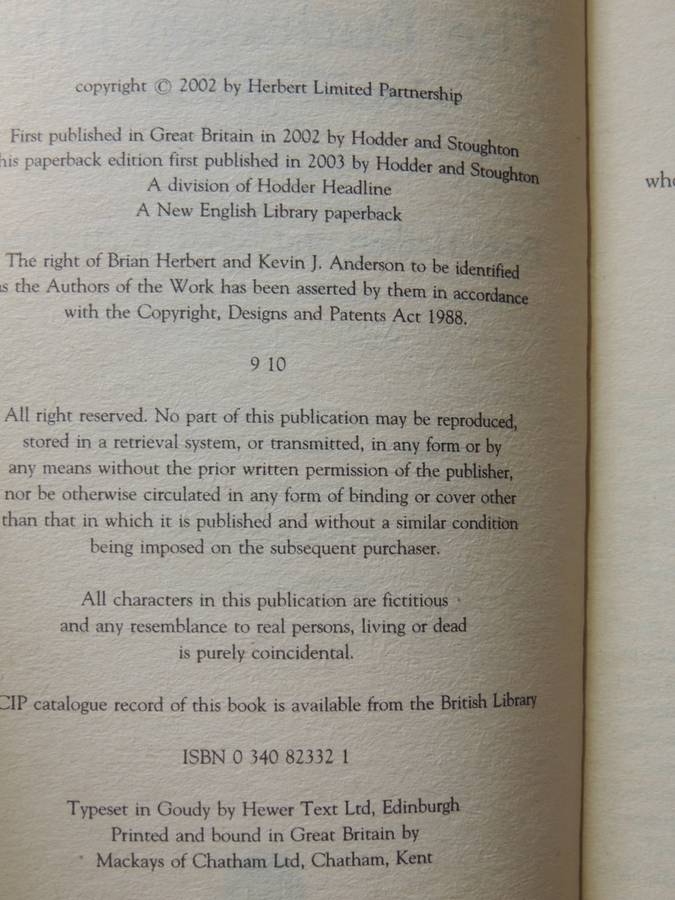 copyright © 2002 by Herbert Limited Partnership
First published in Great Britain in 2002 by Hodder and Stoughton
his paperback edition first published in 2003 by Hodder and Stoughton
A division of Hodder Headline
A New English Library paperback
The right of Brian Herbert and Kevin J. Anderson to be identified
s the Authors of the Work has been asserted by them in accordance
with the Copyright, Designs and Patents Act 1988.
9 10
All right reserved. No part of this publication may be reproduced,
stored in a retrieval system, or transmitted, in any form or by
any means without the prior written permission of the publisher,
nor be otherwise circulated in any form of binding or cover other
than that in which it is published and without a similar condition
being imposed on the subsequent purchaser.
All characters in this publication are fictitious
and any resemblance to real persons, living or dead
is purely coincidental.
CIP catalogue record of this book is available from the British Library
ISBN 0 340 82332 1
Typeset in Goudy by Hewer Text Ltd, Edinburgh
Printed and bound in Great Britain by
Mackays of Chatham Ltd, Chatham, Kent